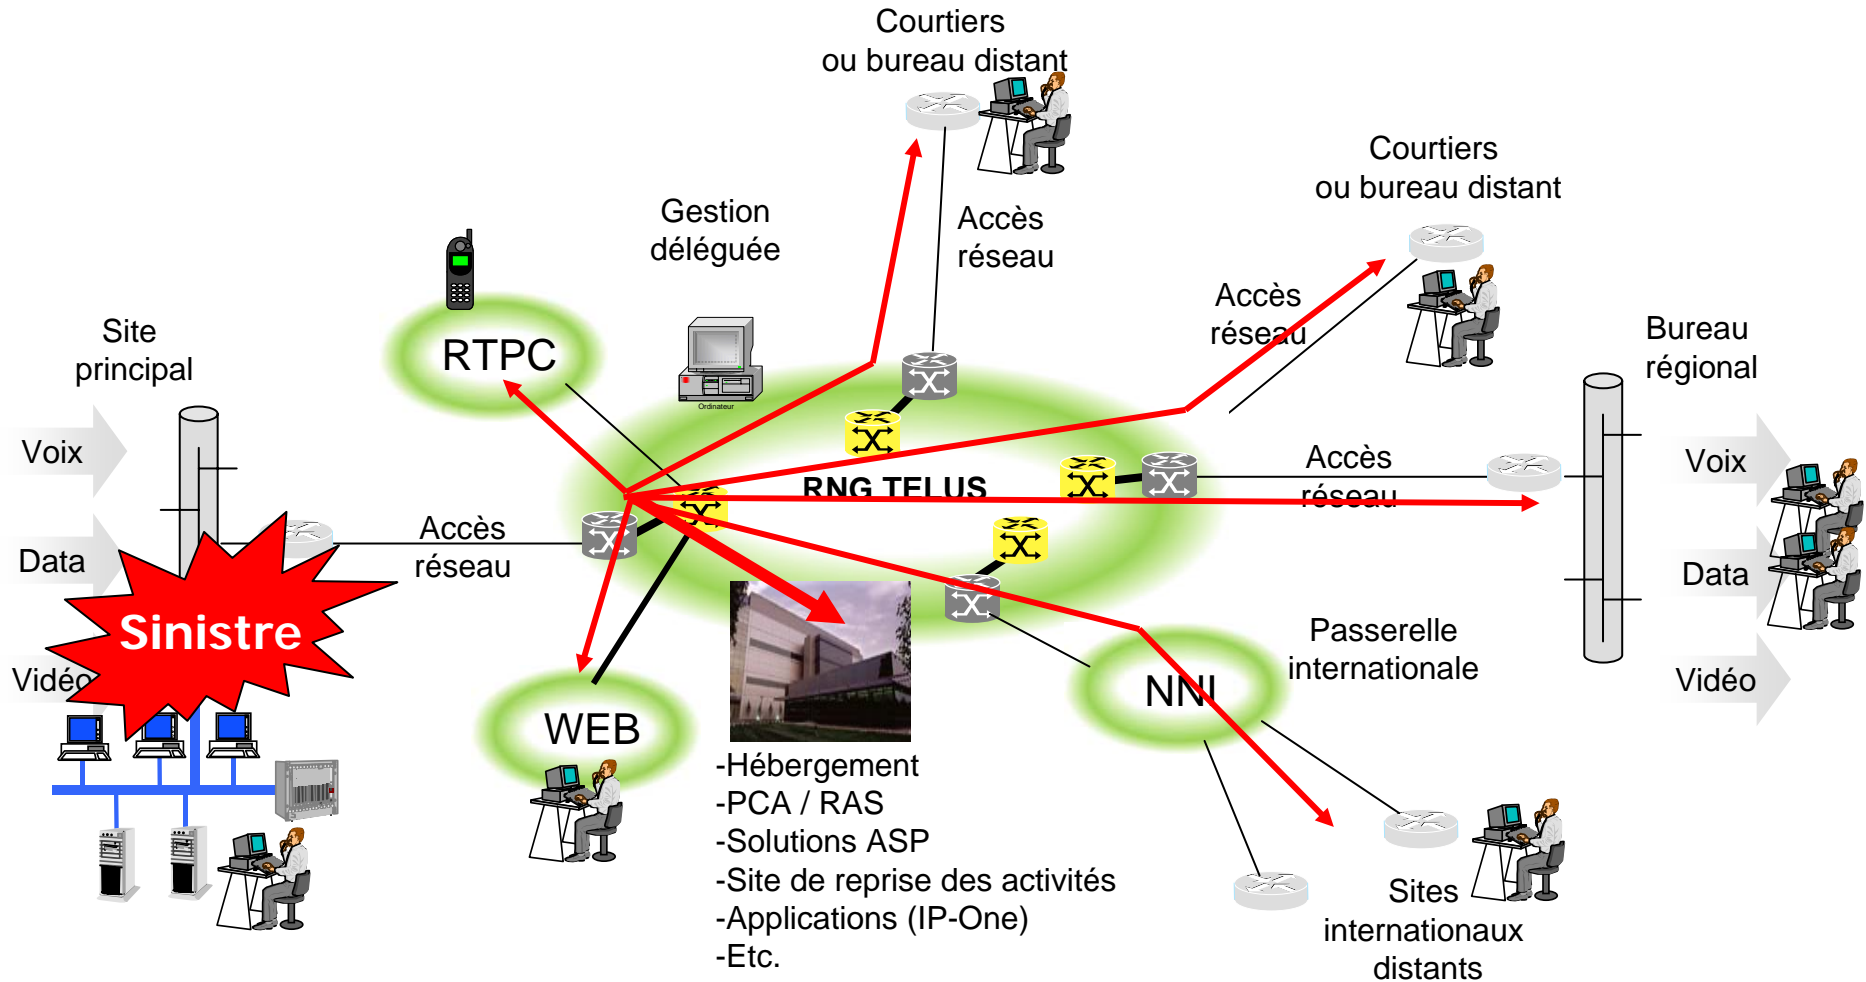 Courtiers
ou bureau distant
Courtiers
ou bureau distant
Gestion
déléguée
Accès
réseau
Accès
réseau
Site
principal
RTPC
Ordinateur
Bureau
régional
Voix
RNG TELUS
Accès
réseau
Voix
Data
Accès
réseau
Data
Sinistre
Vidéo
Passerelle
internationale
NNI
Vidéo
WEB
-Hébergement
-PCA / RAS
-Solutions ASP
-Site de reprise des activités
-Applications (IP-One)
-Etc.
Sites
internationaux
distants